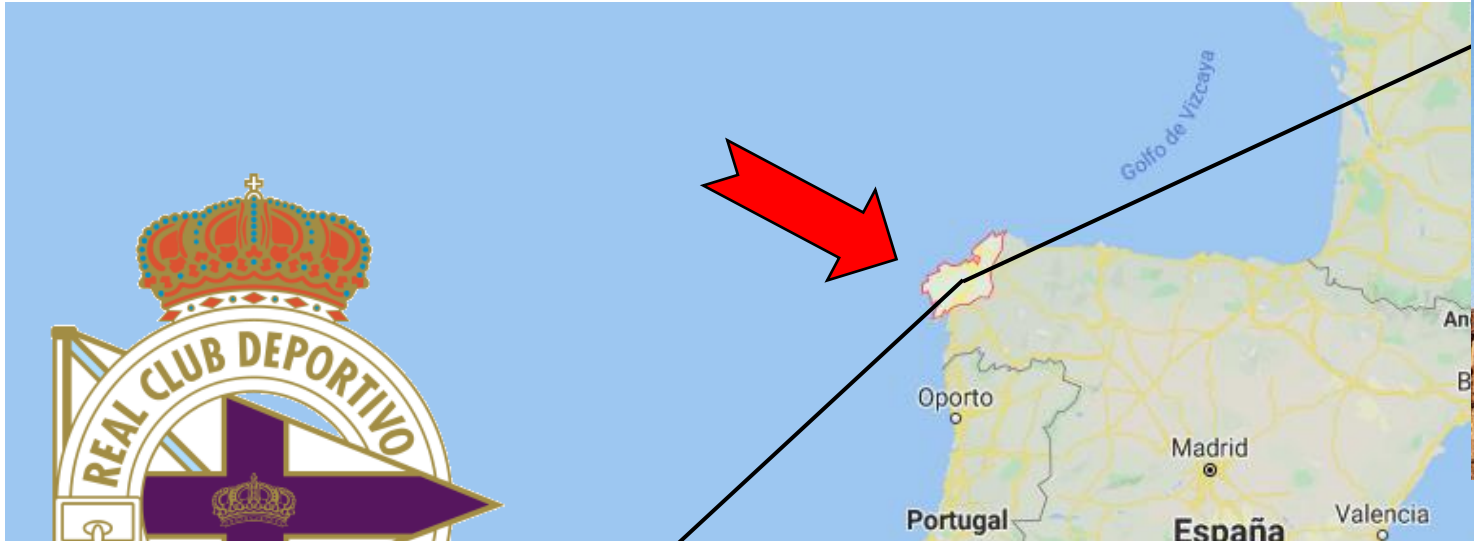 Golfo de Vizcaya
REAL CLUB DEPORTIVO
Oporto
Madrid
Portugal
España
Valencia